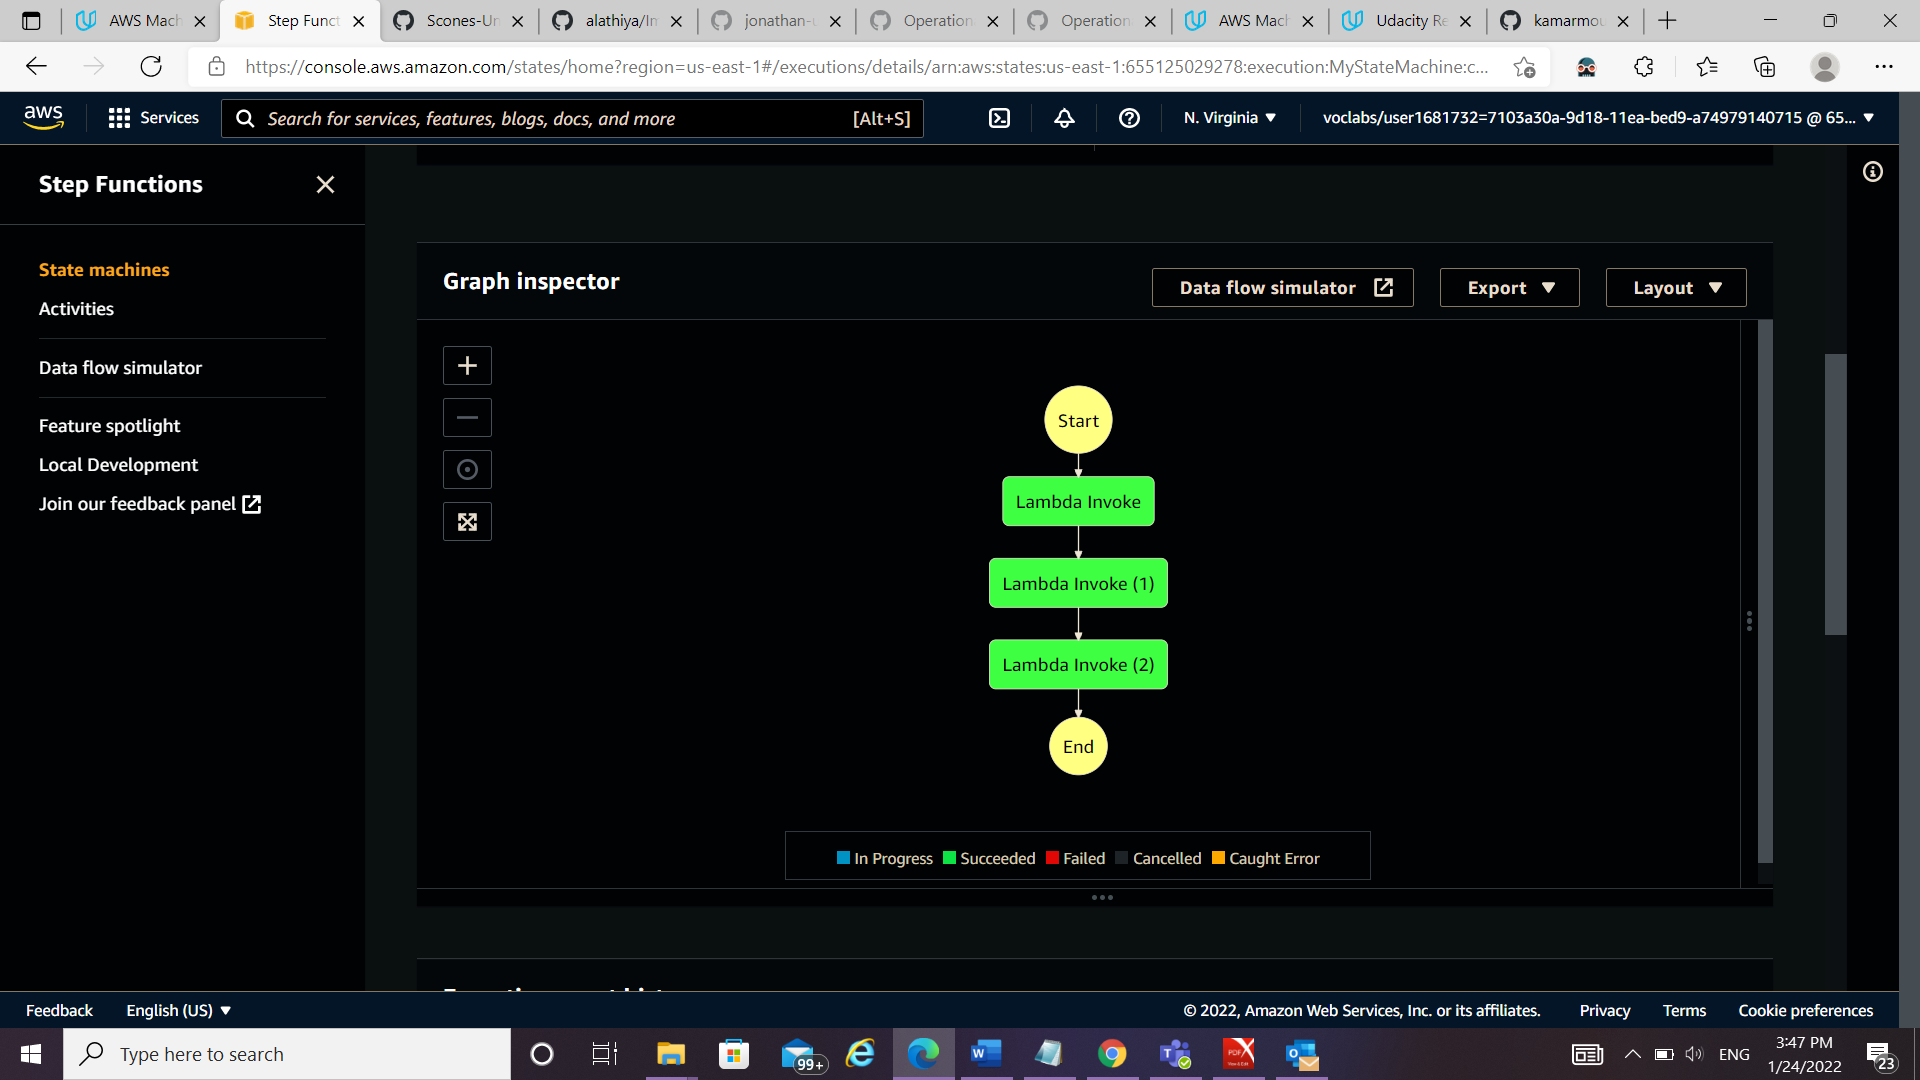 AWS Mach
Step Funct
Scones-Un
alathiya/Im
jonathan-u
Operation
Operation
AWS Mach
Udacity Re
kamarmou
https://console.aws.amazon.com/states/home?region=us-east-1#/executions/details/arn:aws:states:us-east-1:655125029278:execution:MyStateMachine:c...
aws
Services
Search for services, features, blogs, docs, and more [Alt+S]
N. Virginia
voclabs/user1681732=7103a30a-9d18-11ea-bed9-a74979140715 @ 65...
Step Functions
State machines
Activities
Data flow simulator
Feature spotlight
Local Development
Join our feedback panel
Graph inspector
Data flow simulator
Export
Layout
Start
Lambda Invoke
Lambda Invoke (1)
Lambda Invoke (2)
End
In Progress Succeeded Failed Cancelled Caught Error
Feedback English (US)
© 2022, Amazon Web Services, Inc. or its affiliates. Privacy Terms Cookie preferences
Type here to search
99+
ENG
3:47 PM
1/24/2022
23